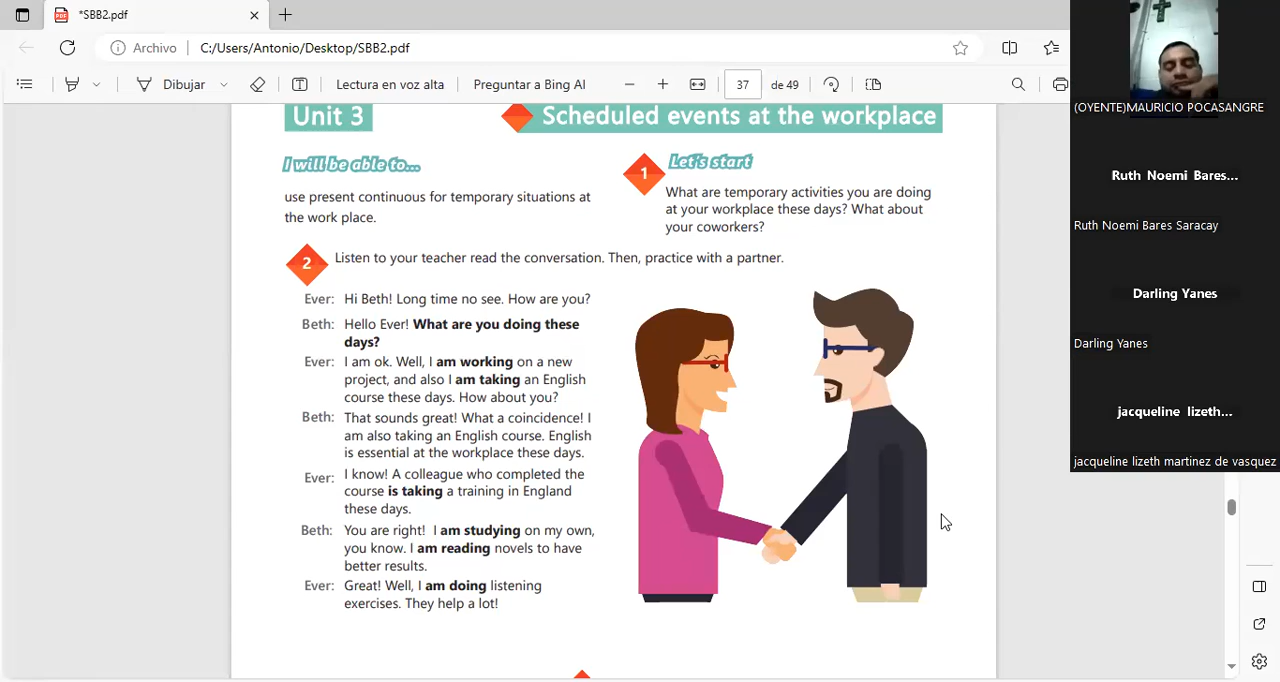 *SBB2.pdf
Archivo
C:/Users/Antonio/Desktop/SBB2.pdf
Dibujar
Lectura en voz alta
Preguntar a Bing AI
37
de 49
Unit 3
Scheduled events at the workplace
I will be able to...
use present continuous for temporary situations at
the work place.
1
Let's start
What are temporary activities you are doing
at your workplace these days? What about
your coworkers?
2
Listen to your teacher read the conversation. Then, practice with a partner.
Ever: Hi Beth! Long time no see. How are you?
Beth: Hello Ever! What are you doing these
days?
Ever: I am ok. Well, I am working on a new
project, and also I am taking an English
course these days. How about you?
Beth: That sounds great! What a coincidence! I
am also taking an English course. English
is essential at the workplace these days.
Ever: I know! A colleague who completed the
course is taking a training in England
these days.
Beth: You are right! I am studying on my own,
you know. I am reading novels to have
better results.
Ever: Great! Well, I am doing listening
exercises. They help a lot!
(OYENTE)MAURICIO POCASANGRE
Ruth Noemi Bares...
Ruth Noemi Bares Saracay
Darling Yanes
Darling Yanes
jacqueline lizeth...
jacqueline lizeth martinez de vasquez